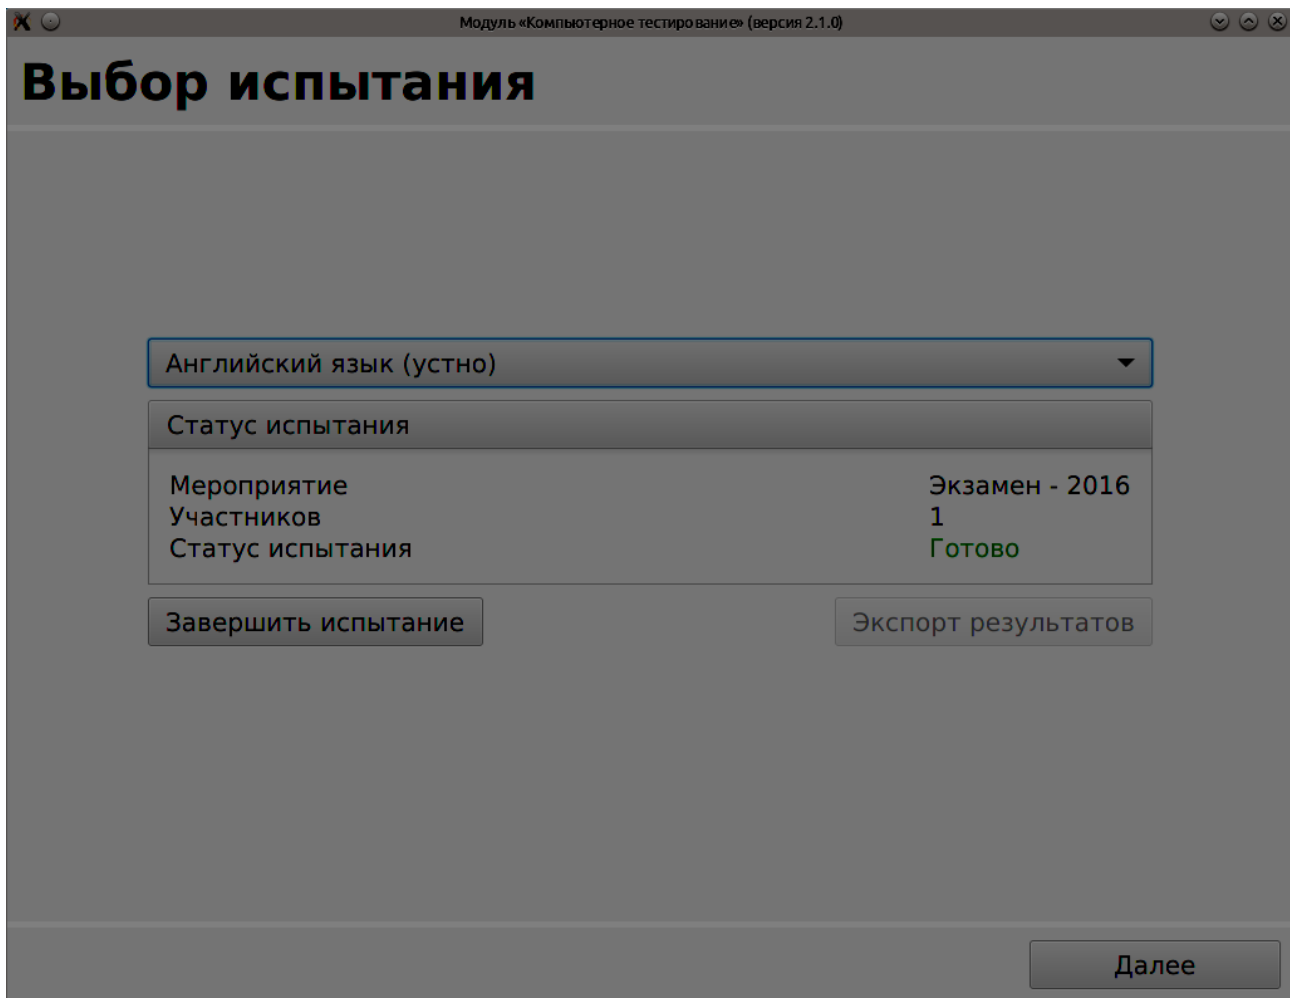 Модуль «Компьютерное тестирование» (версия 2.1.0)
Выбор испытания
Английский язык (устно)
Статус испытания
Мероприятие Экзамен - 2016
Участников 1
Статус испытания Готово
Завершить испытание Экспорт результатов
Далее